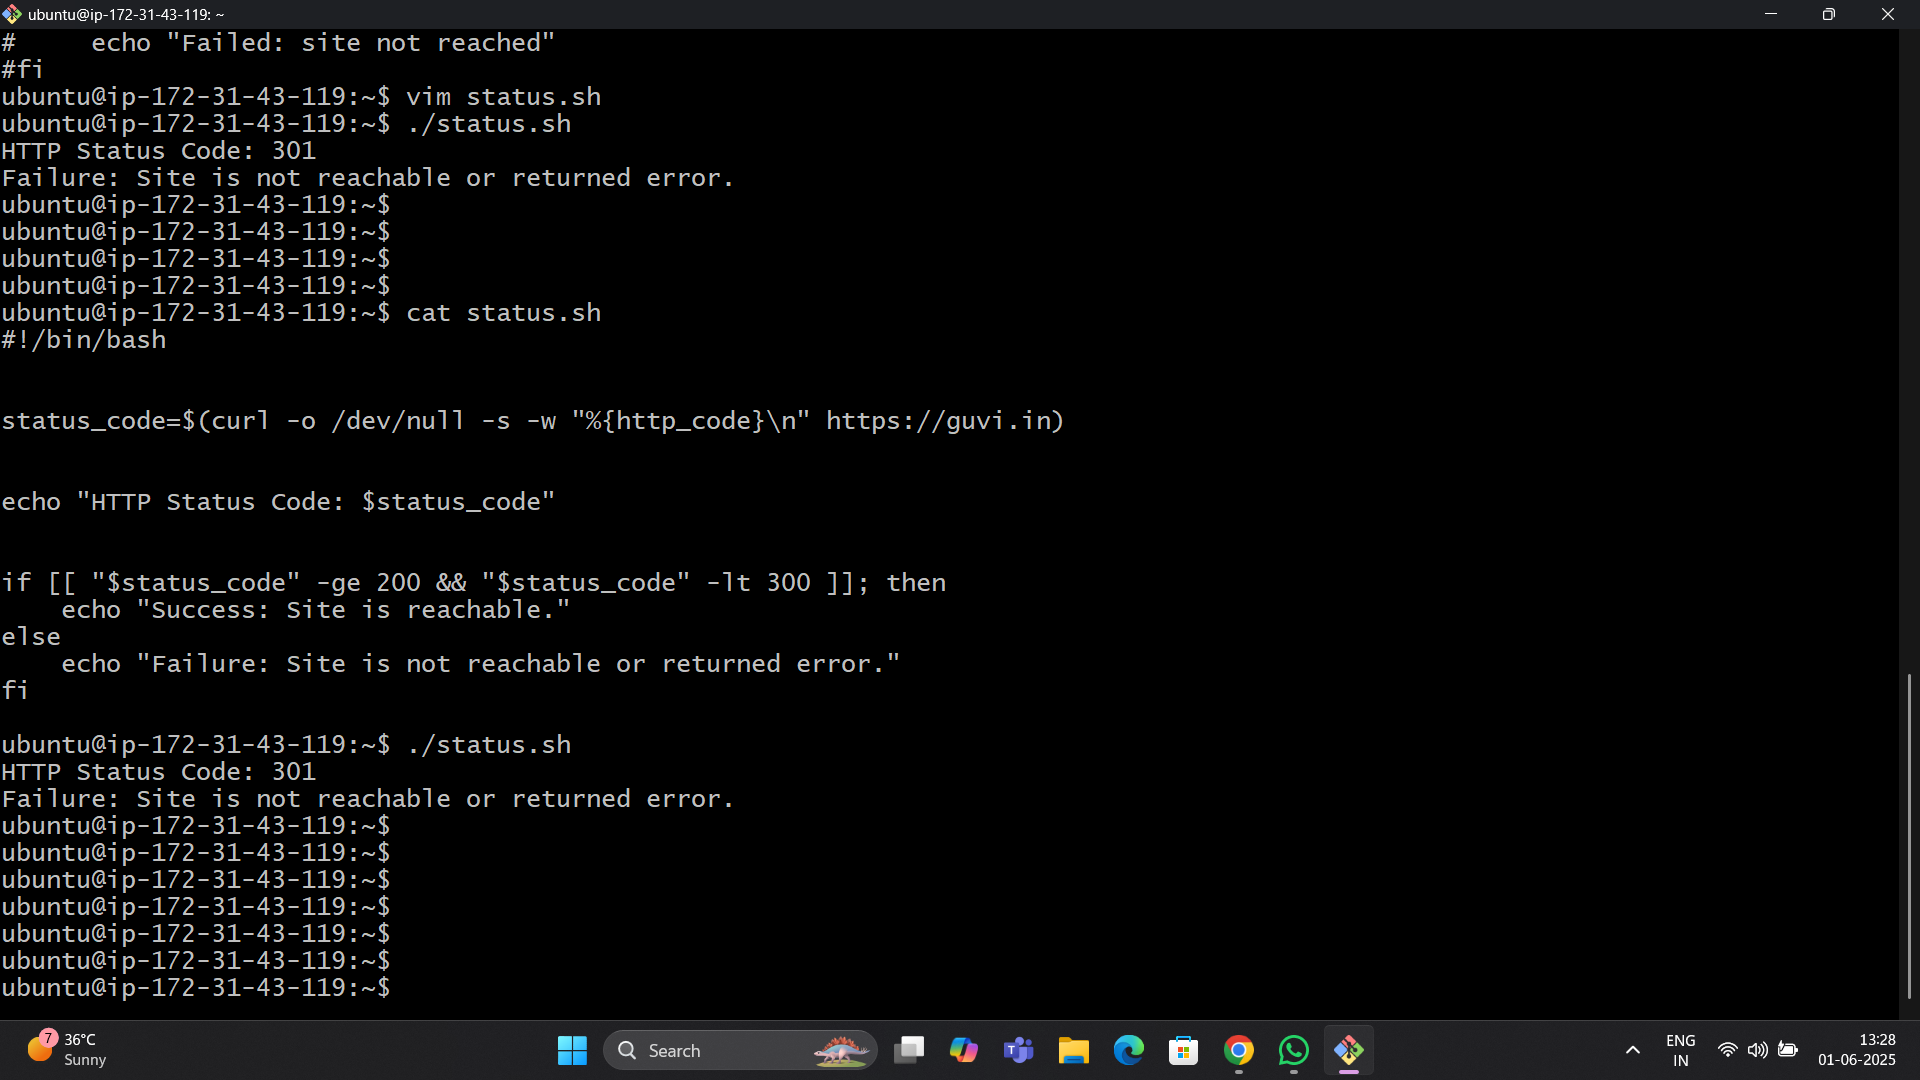 ubuntu@ip-172-31-43-119: ~
#     echo "Failed: site not reached"
#fi
ubuntu@ip-172-31-43-119:~$ vim status.sh
ubuntu@ip-172-31-43-119:~$ ./status.sh
HTTP Status Code: 301
Failure: Site is not reachable or returned error.
ubuntu@ip-172-31-43-119:~$
ubuntu@ip-172-31-43-119:~$
ubuntu@ip-172-31-43-119:~$
ubuntu@ip-172-31-43-119:~$
ubuntu@ip-172-31-43-119:~$ cat status.sh
#!/bin/bash
status_code=$(curl -o /dev/null -s -w "%{http_code}\n" https://guvi.in)
echo "HTTP Status Code: $status_code"
if [[ "$status_code" -ge 200 && "$status_code" -lt 300 ]]; then
    echo "Success: Site is reachable."
else
    echo "Failure: Site is not reachable or returned error."
fi
ubuntu@ip-172-31-43-119:~$ ./status.sh
HTTP Status Code: 301
Failure: Site is not reachable or returned error.
ubuntu@ip-172-31-43-119:~$
ubuntu@ip-172-31-43-119:~$
ubuntu@ip-172-31-43-119:~$
ubuntu@ip-172-31-43-119:~$
ubuntu@ip-172-31-43-119:~$
ubuntu@ip-172-31-43-119:~$
ubuntu@ip-172-31-43-119:~$
7
36°C
Sunny
Search
T
ENG
IN
13:28
01-06-2025